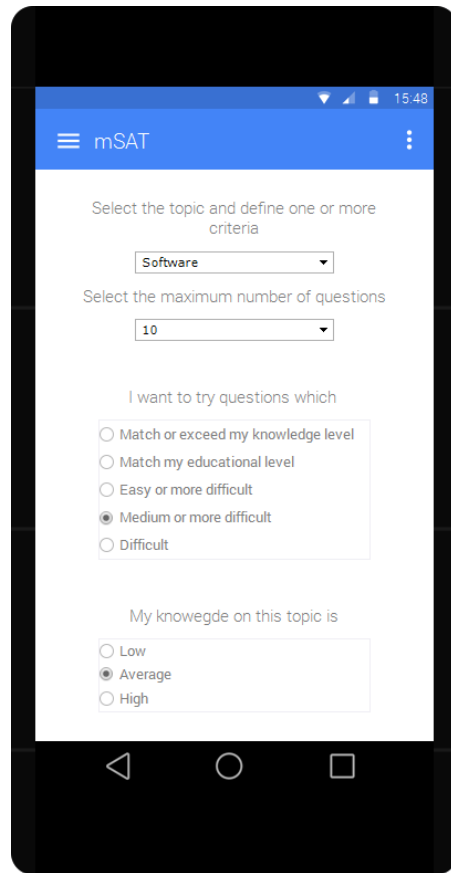 15:48
mSAT
Select the topic and define one or more
criteria
Software
Select the maximum number of questions
10
I want to try questions which
Match or exceed my knowledge level
Match my educational level
Easy or more difficult
Medium or more difficult
Difficult
My knowegde on this topic is
Low
Average
High